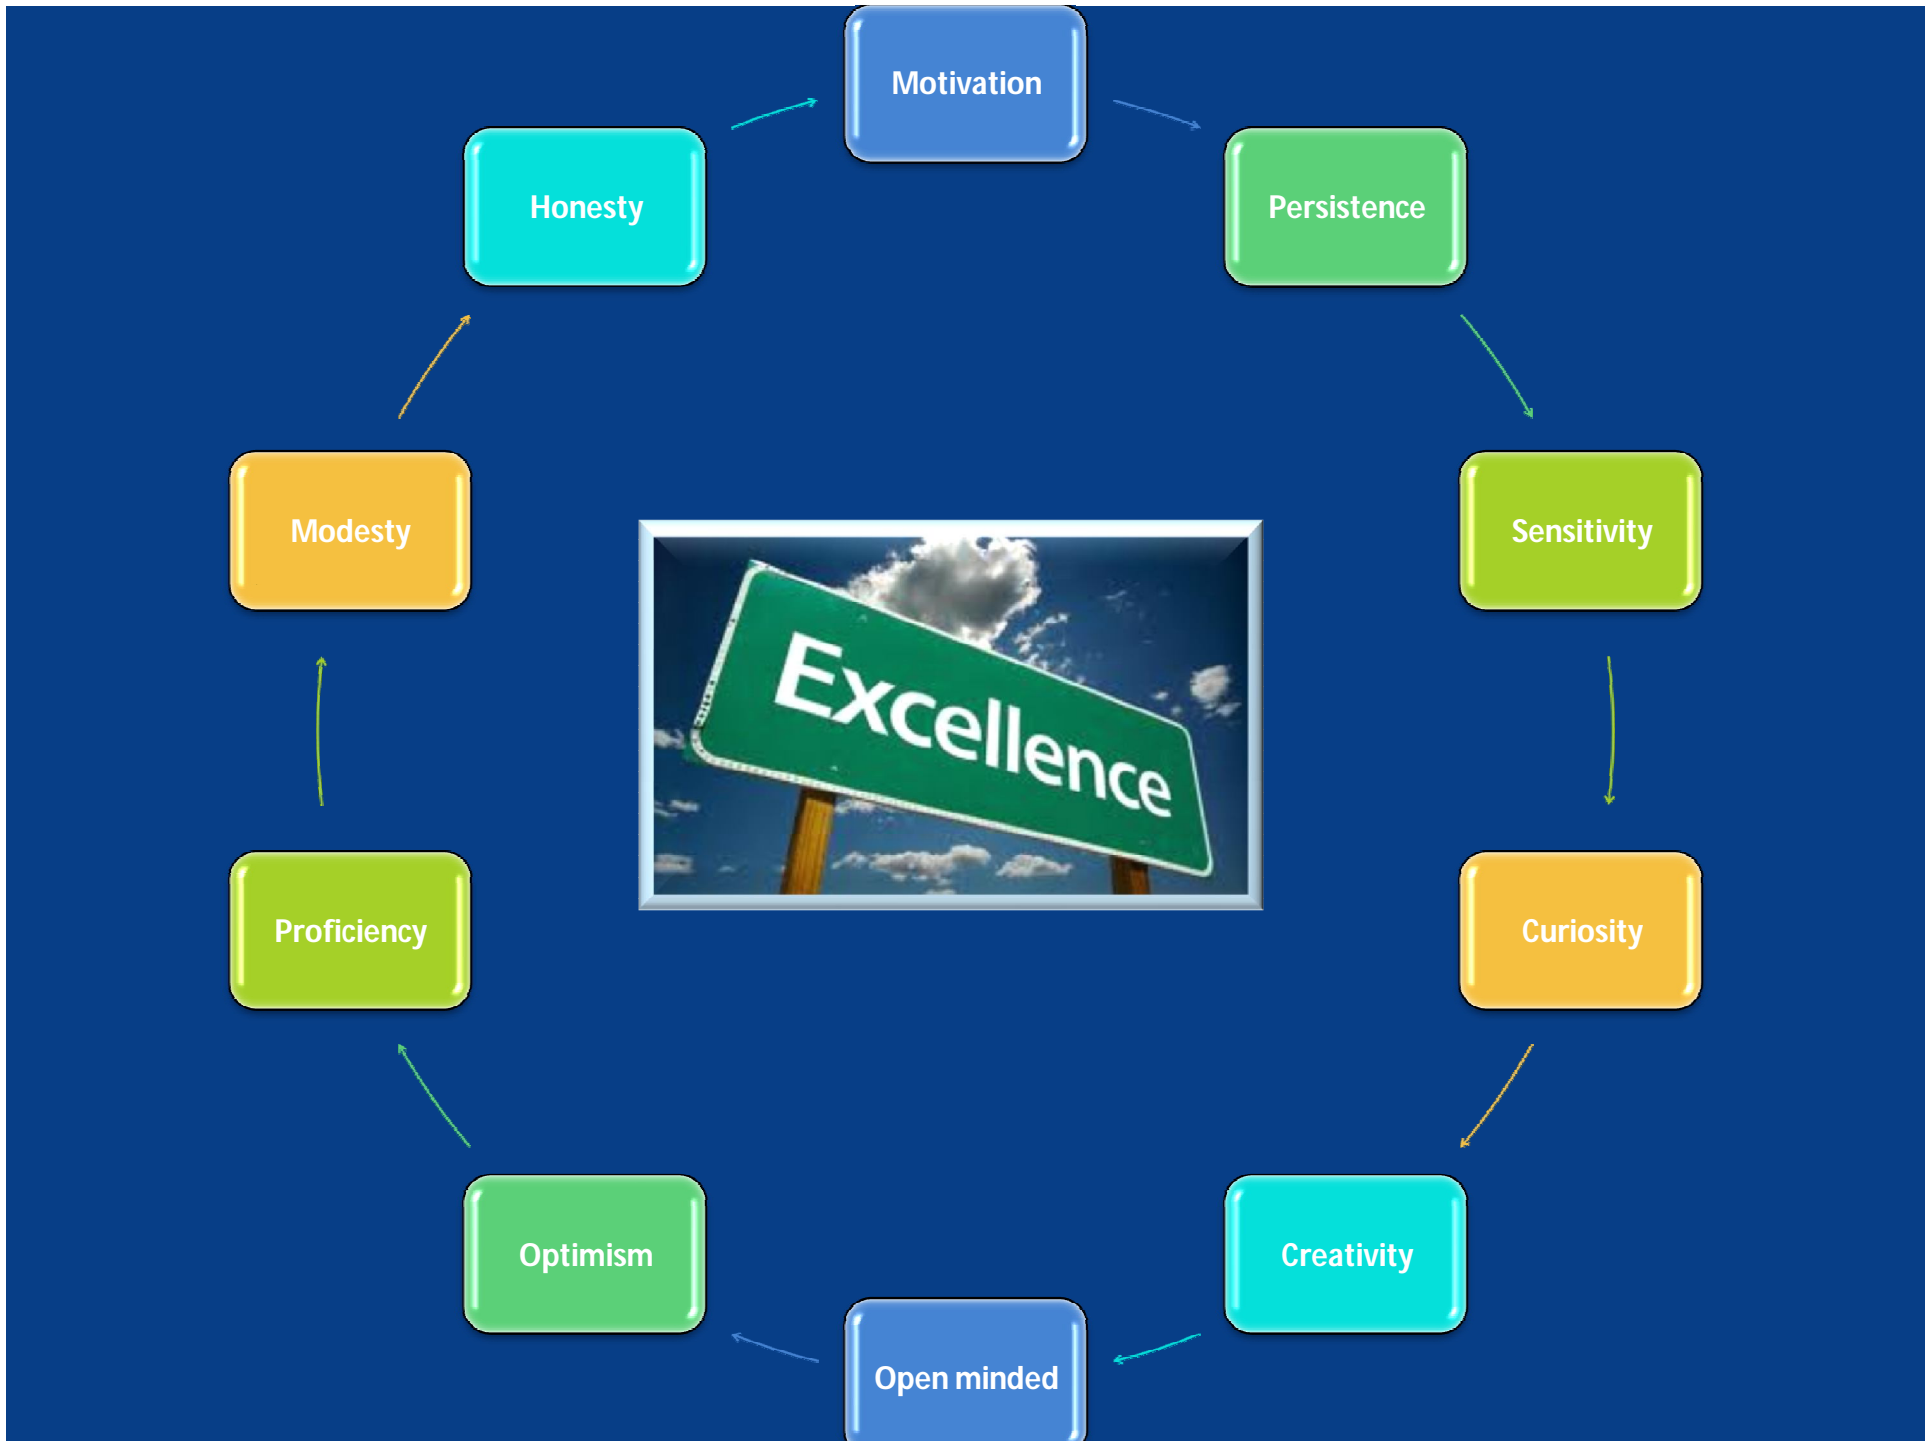 Motivation
Persistence
Sensitivity
Curiosity
Creativity
Open minded
Optimism
Proficiency
Modesty
Honesty
Excellence